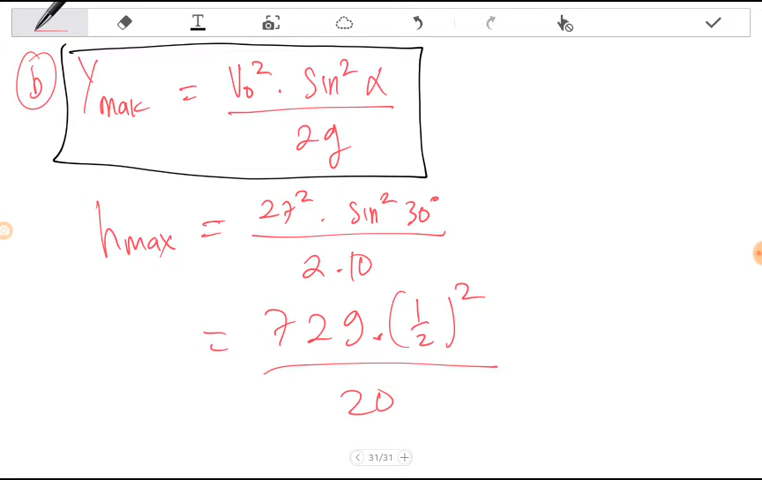 b Ymak = V₀² · sin² α / 2g
hmax = 27² · sin² 30° / 2 · 10
= 729 · (1/2)² / 20
31/31